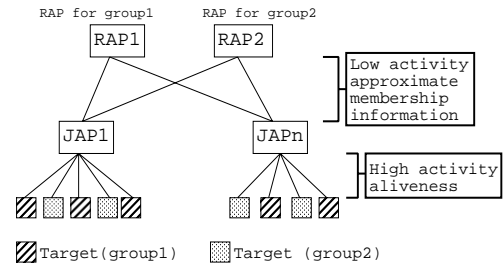 RAP for group1 RAP for group2
RAP1 RAP2
Low activity
approximate
membership
information
JAP1 JAPn
High activity
aliveness
Target(group1) Target (group2)